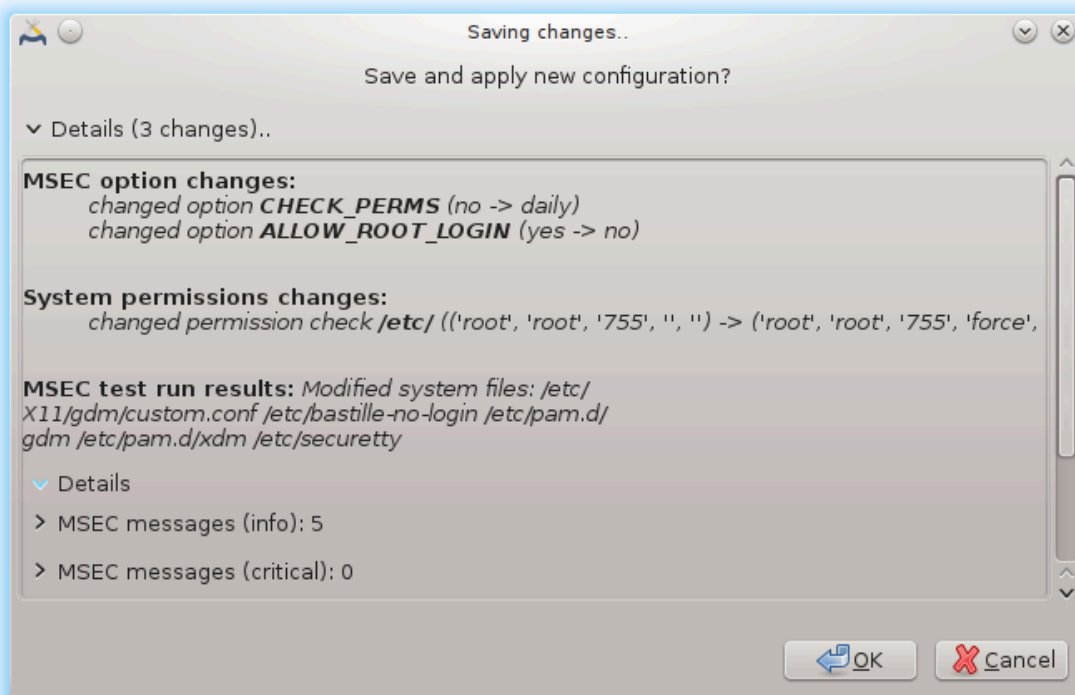 Saving changes..
Save and apply new configuration?
Details (3 changes)..
MSEC option changes:
changed option CHECK_PERMS (no -> daily)
changed option ALLOW_ROOT_LOGIN (yes -> no)
System permissions changes:
changed permission check /etc/ (('root', 'root', '755', '', '') -> ('root', 'root', '755', 'force',
MSEC test run results: Modified system files: /etc/
X11/gdm/custom.conf /etc/bastille-no-login /etc/pam.d/
gdm /etc/pam.d/xdm /etc/securetty
Details
MSEC messages (info): 5
MSEC messages (critical): 0
OK
Cancel